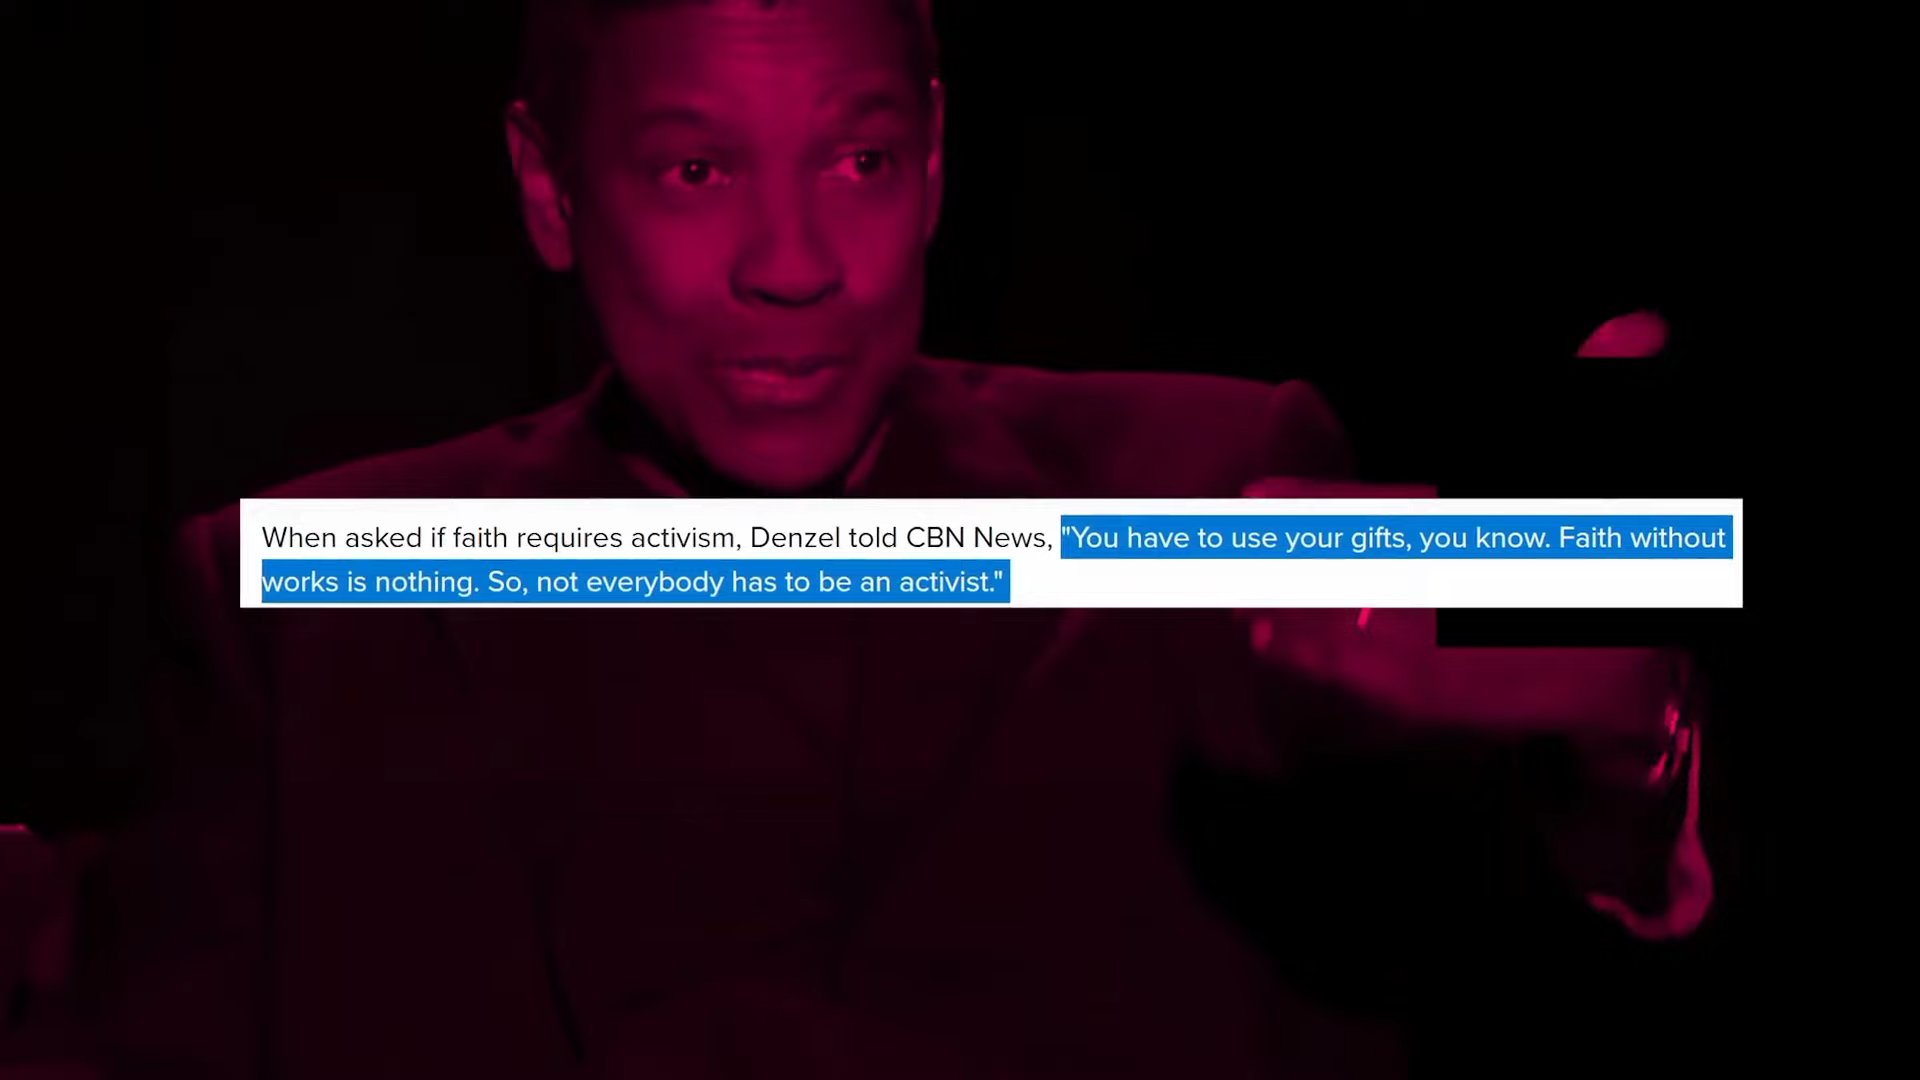 When asked if faith requires activism, Denzel told CBN News, "You have to use your gifts, you know. Faith without
works is nothing. So, not everybody has to be an activist."